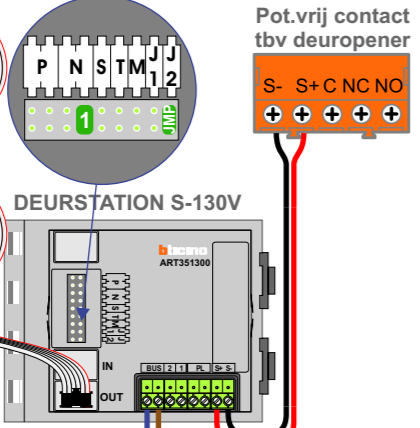 Pot.vrij contact
tbv deuropener
S- S+ C NC NO
P N S T M J1 J2
1
JMP
DEURSTATION S-130V
bticino
ART351300
P N S T M J1 J2
IN
OUT
BUS 2 1 PL S+ S-